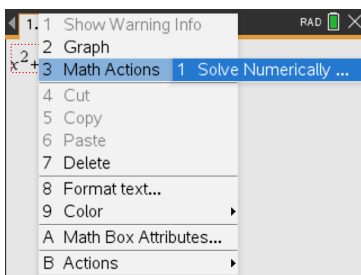 1. 1 Show Warning Info RAD
2 Graph
x²+ 3 Math Actions 1 Solve Numerically ...
4 Cut
5 Copy
6 Paste
7 Delete
8 Format text...
9 Color
A Math Box Attributes...
B Actions